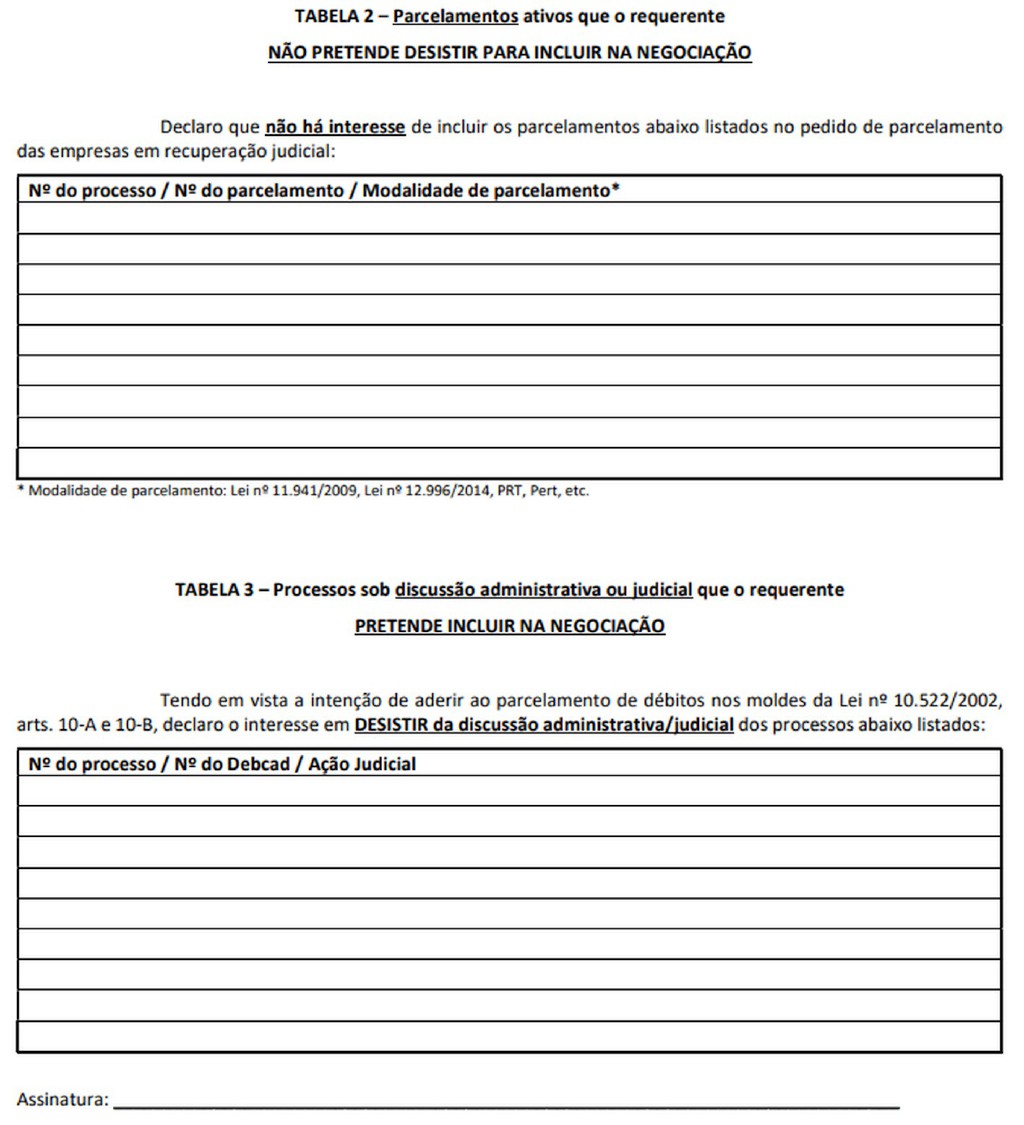 TABELA 2 – Parcelamentos ativos que o requerente
NÃO PRETENDE DESISTIR PARA INCLUIR NA NEGOCIAÇÃO
Declaro que não há interesse de incluir os parcelamentos abaixo listados no pedido de parcelamento
das empresas em recuperação judicial:
Nº do processo / Nº do parcelamento / Modalidade de parcelamento*
* Modalidade de parcelamento: Lei nº 11.941/2009, Lei nº 12.996/2014, PRT, Pert, etc.
TABELA 3 – Processos sob discussão administrativa ou judicial que o requerente
PRETENDE INCLUIR NA NEGOCIAÇÃO
Tendo em vista a intenção de aderir ao parcelamento de débitos nos moldes da Lei nº 10.522/2002,
arts. 10-A e 10-B, declaro o interesse em DESISTIR da discussão administrativa/judicial dos processos abaixo listados:
Nº do processo / Nº do Debcad / Ação Judicial
Assinatura: